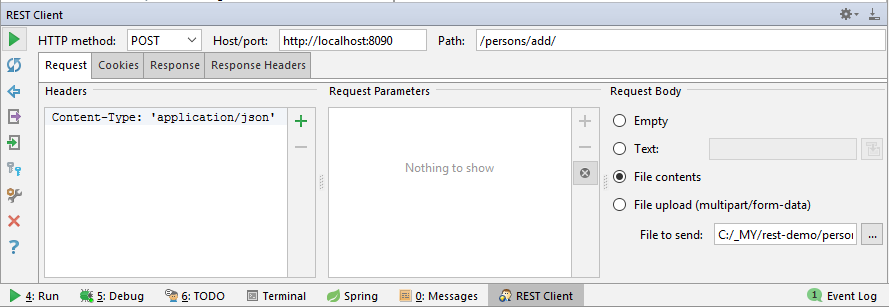 REST Client
HTTP method: POST Host/port: http://localhost:8090 Path: /persons/add/
Request Cookies Response Response Headers
Headers Request Parameters Request Body
Content-Type: 'application/json'
Empty
Text:
Nothing to show
File contents
File upload (multipart/form-data)
File to send: C:/_MY/rest-demo/person ...
4: Run 5: Debug 6: TODO Terminal Spring 0: Messages REST Client 1 Event Log